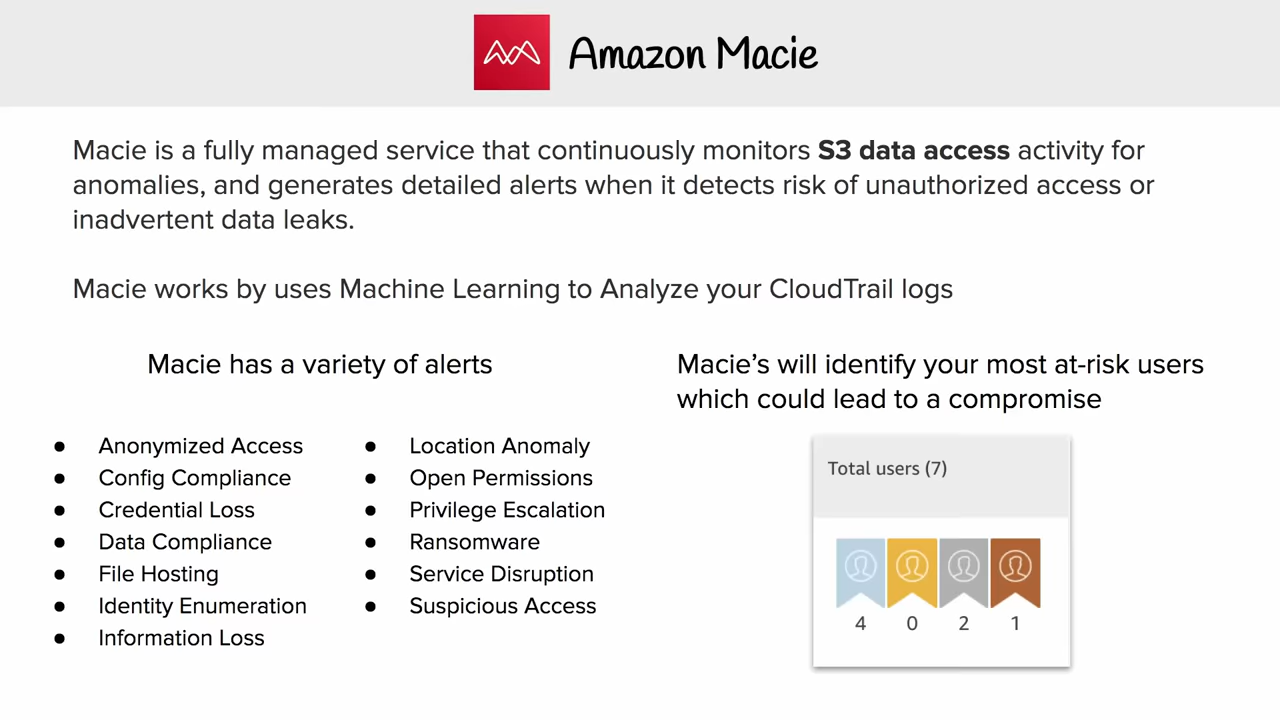 Amazon Macie
Macie is a fully managed service that continuously monitors S3 data access activity for
anomalies, and generates detailed alerts when it detects risk of unauthorized access or
inadvertent data leaks.
Macie works by uses Machine Learning to Analyze your CloudTrail logs
Macie has a variety of alerts
● Anonymized Access
● Config Compliance
● Credential Loss
● Data Compliance
● File Hosting
● Identity Enumeration
● Information Loss
● Location Anomaly
● Open Permissions
● Privilege Escalation
● Ransomware
● Service Disruption
● Suspicious Access
Macie’s will identify your most at-risk users
which could lead to a compromise
Total users (7)
4 0 2 1